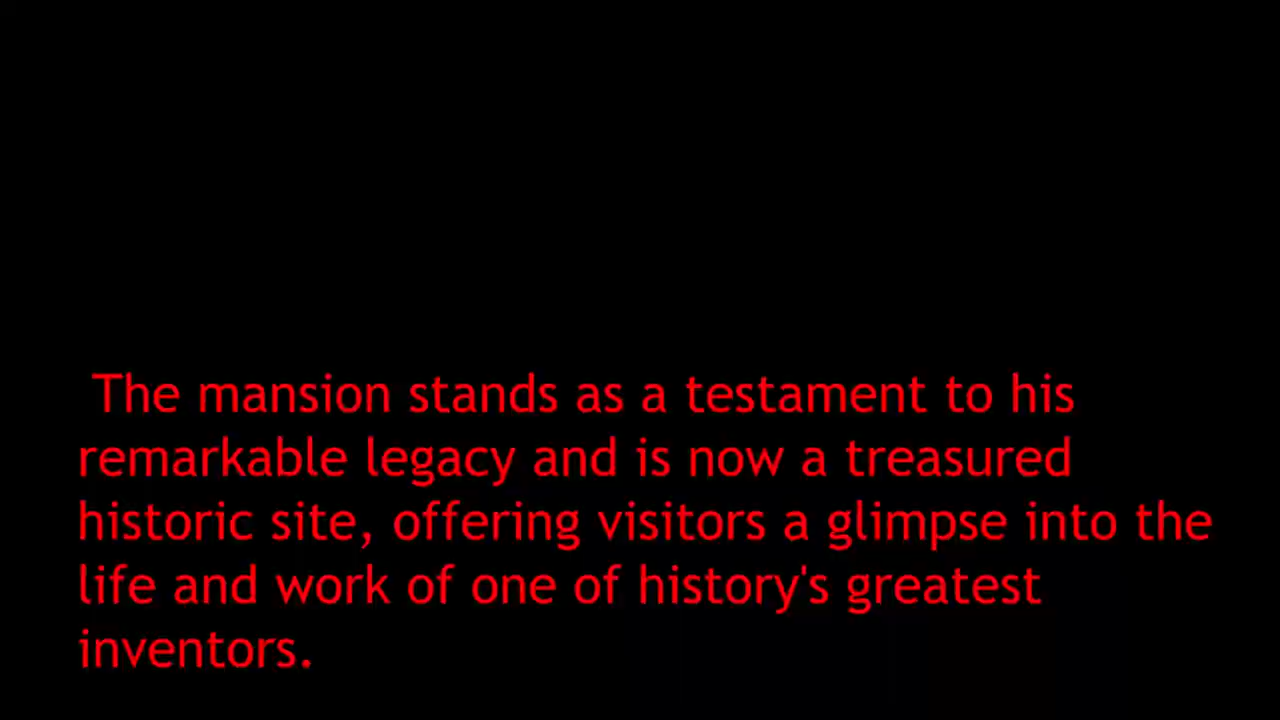 The mansion stands as a testament to his
remarkable legacy and is now a treasured
historic site, offering visitors a glimpse into the
life and work of one of history's greatest
inventors.